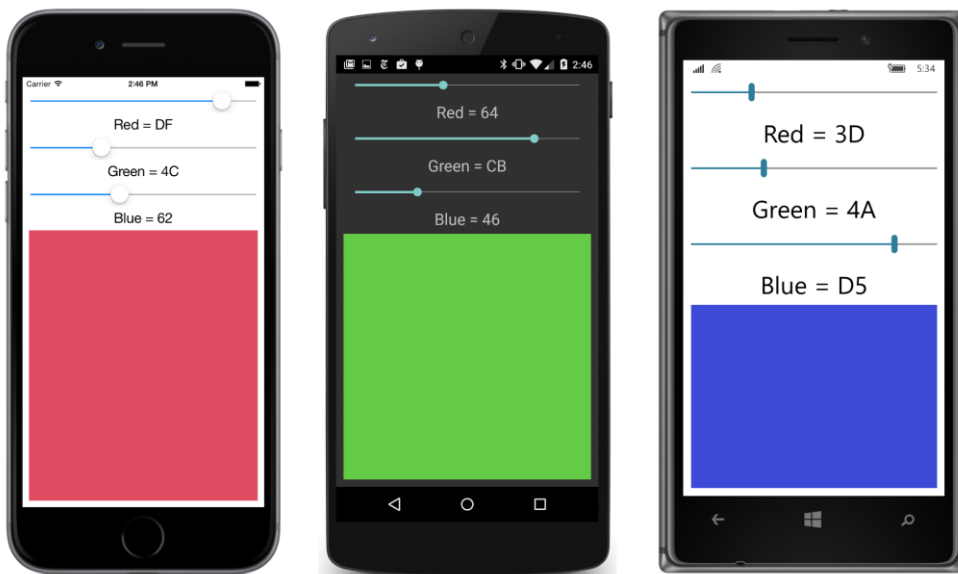 Carrier 2:46 PM
Red = DF
Green = 4C
Blue = 62
2:46
Red = 64
Green = CB
Blue = 46
5:34
Red = 3D
Green = 4A
Blue = D5